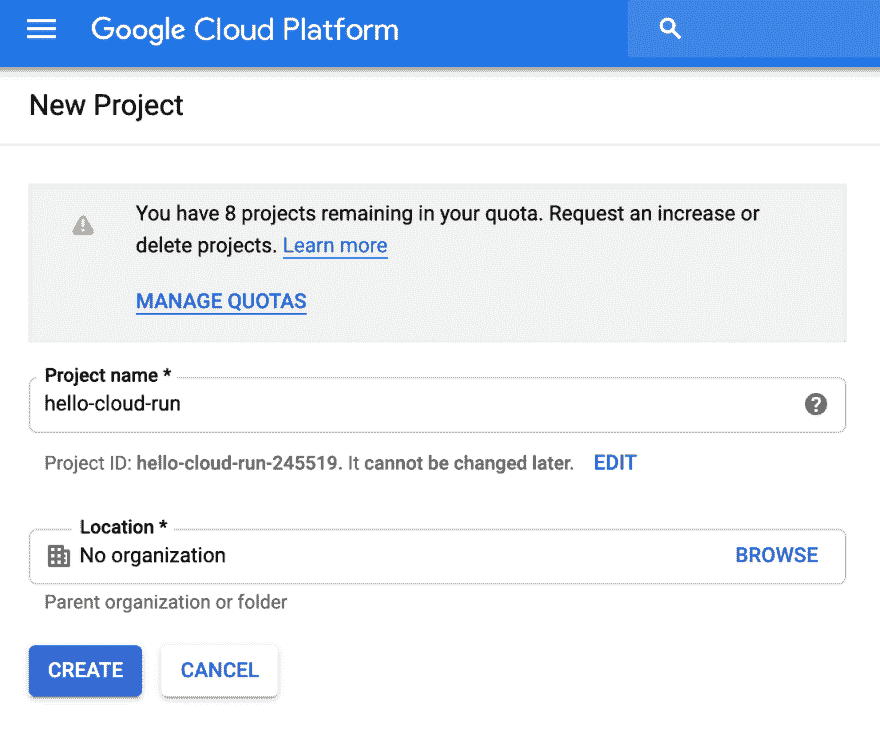 Google Cloud Platform
New Project
You have 8 projects remaining in your quota. Request an increase or
delete projects. Learn more
MANAGE QUOTAS
Project name *
hello-cloud-run
Project ID: hello-cloud-run-245519. It cannot be changed later. EDIT
Location *
No organization BROWSE
Parent organization or folder
CREATE CANCEL